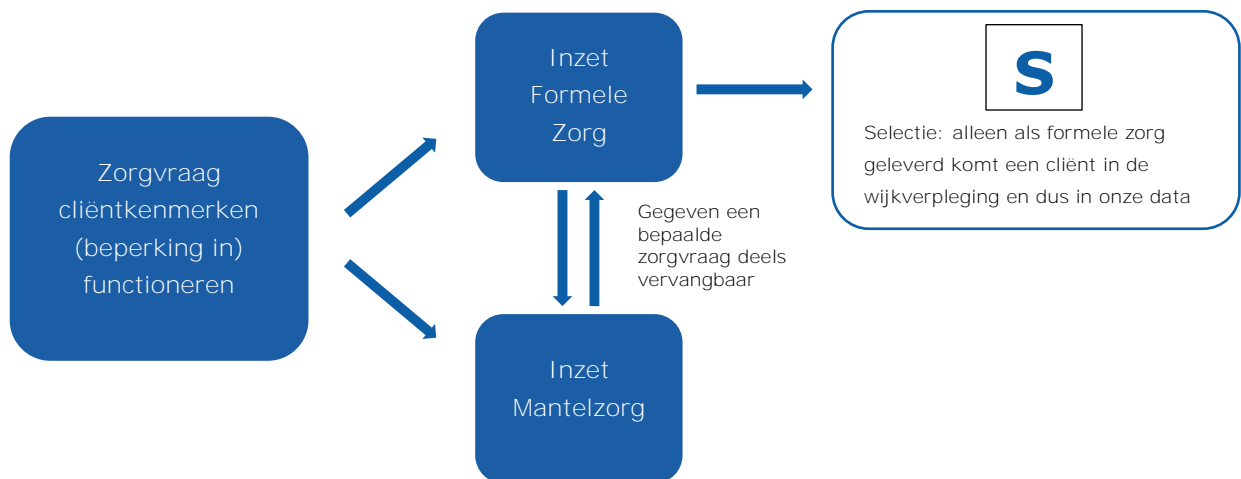 Zorgvraag
cliëntkenmerken
(beperking in)
functioneren
Inzet
Formele
Zorg
S
Selectie: alleen als formele zorg
geleverd komt een cliënt in de
wijkverpleging en dus in onze data
Gegeven een
bepaalde
zorgvraag deels
vervangbaar
Inzet
Mantelzorg